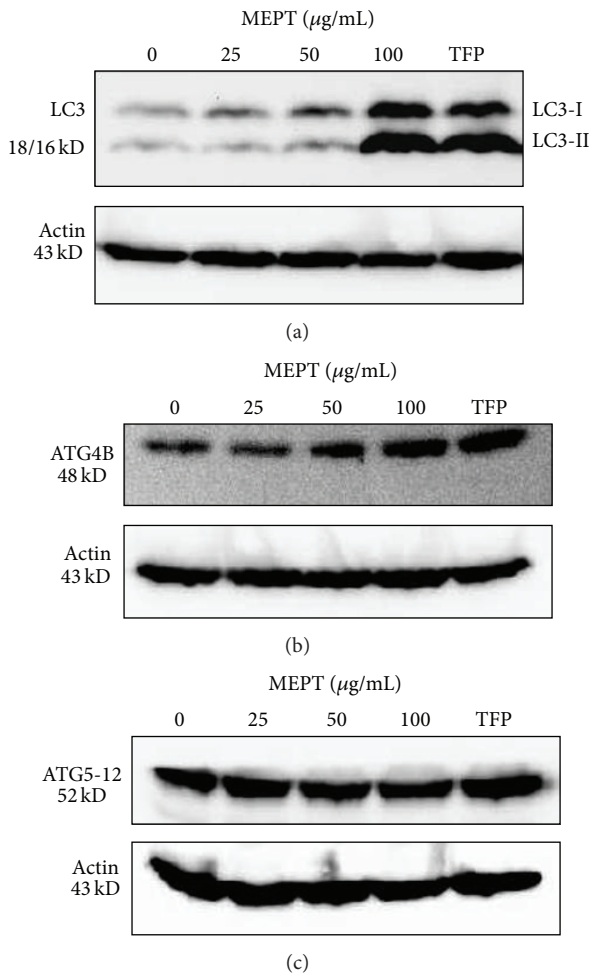 MEPT (μg/mL)
0 25 50 100 TFP
LC3 LC3-I
18/16 kD LC3-II
Actin
43 kD
(a)
MEPT (μg/mL)
0 25 50 100 TFP
ATG4B
48 kD
Actin
43 kD
(b)
MEPT (μg/mL)
0 25 50 100 TFP
ATG5-12
52 kD
Actin
43 kD
(c)